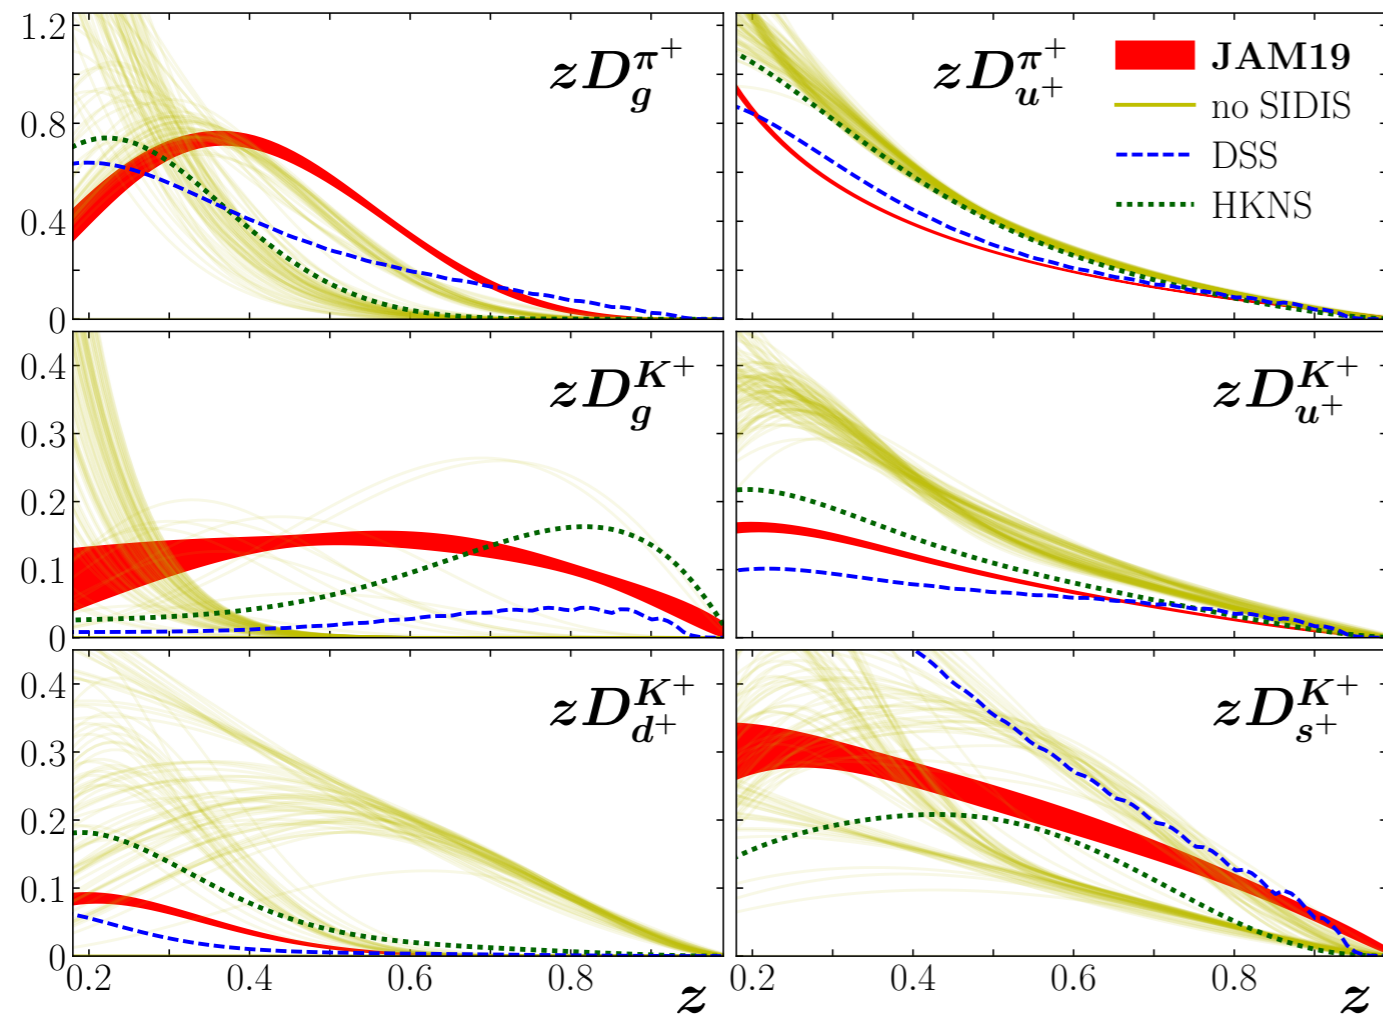 1.2
0.8
0.4
0
zD_g^{π^+}
zD_{u^+}^{π^+}
JAM19
no SIDIS
DSS
HKNS
0.4
0.3
0.2
0.1
0
zD_g^{K^+}
zD_{u^+}^{K^+}
0.4
0.3
0.2
0.1
0
zD_{d^+}^{K^+}
zD_{s^+}^{K^+}
0.2 0.4 0.6 0.8 z
0.2 0.4 0.6 0.8 z